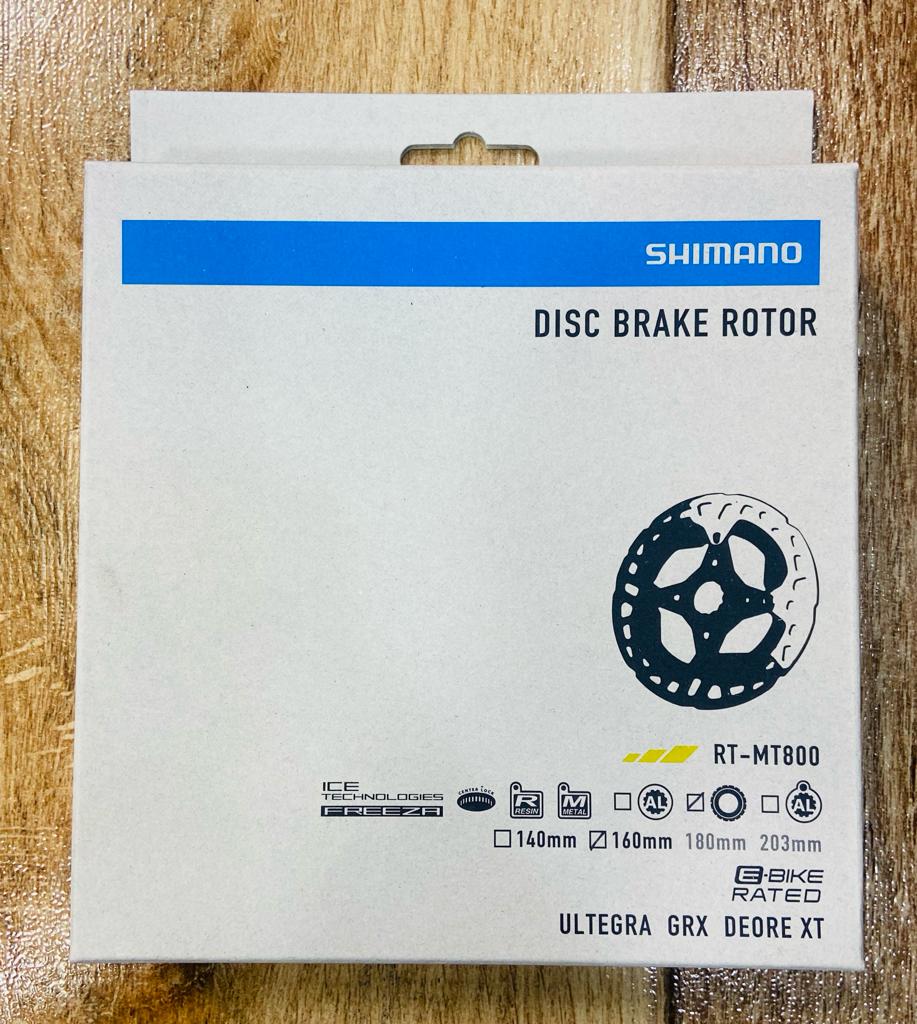 SHIMANO
DISC BRAKE ROTOR
RT-MT800
ICE TECHNOLOGIES FREEZA CENTER LOCK R RESIN M METAL AL AL
140mm 160mm 180mm 203mm
E-BIKE RATED
ULTEGRA GRX DEORE XT